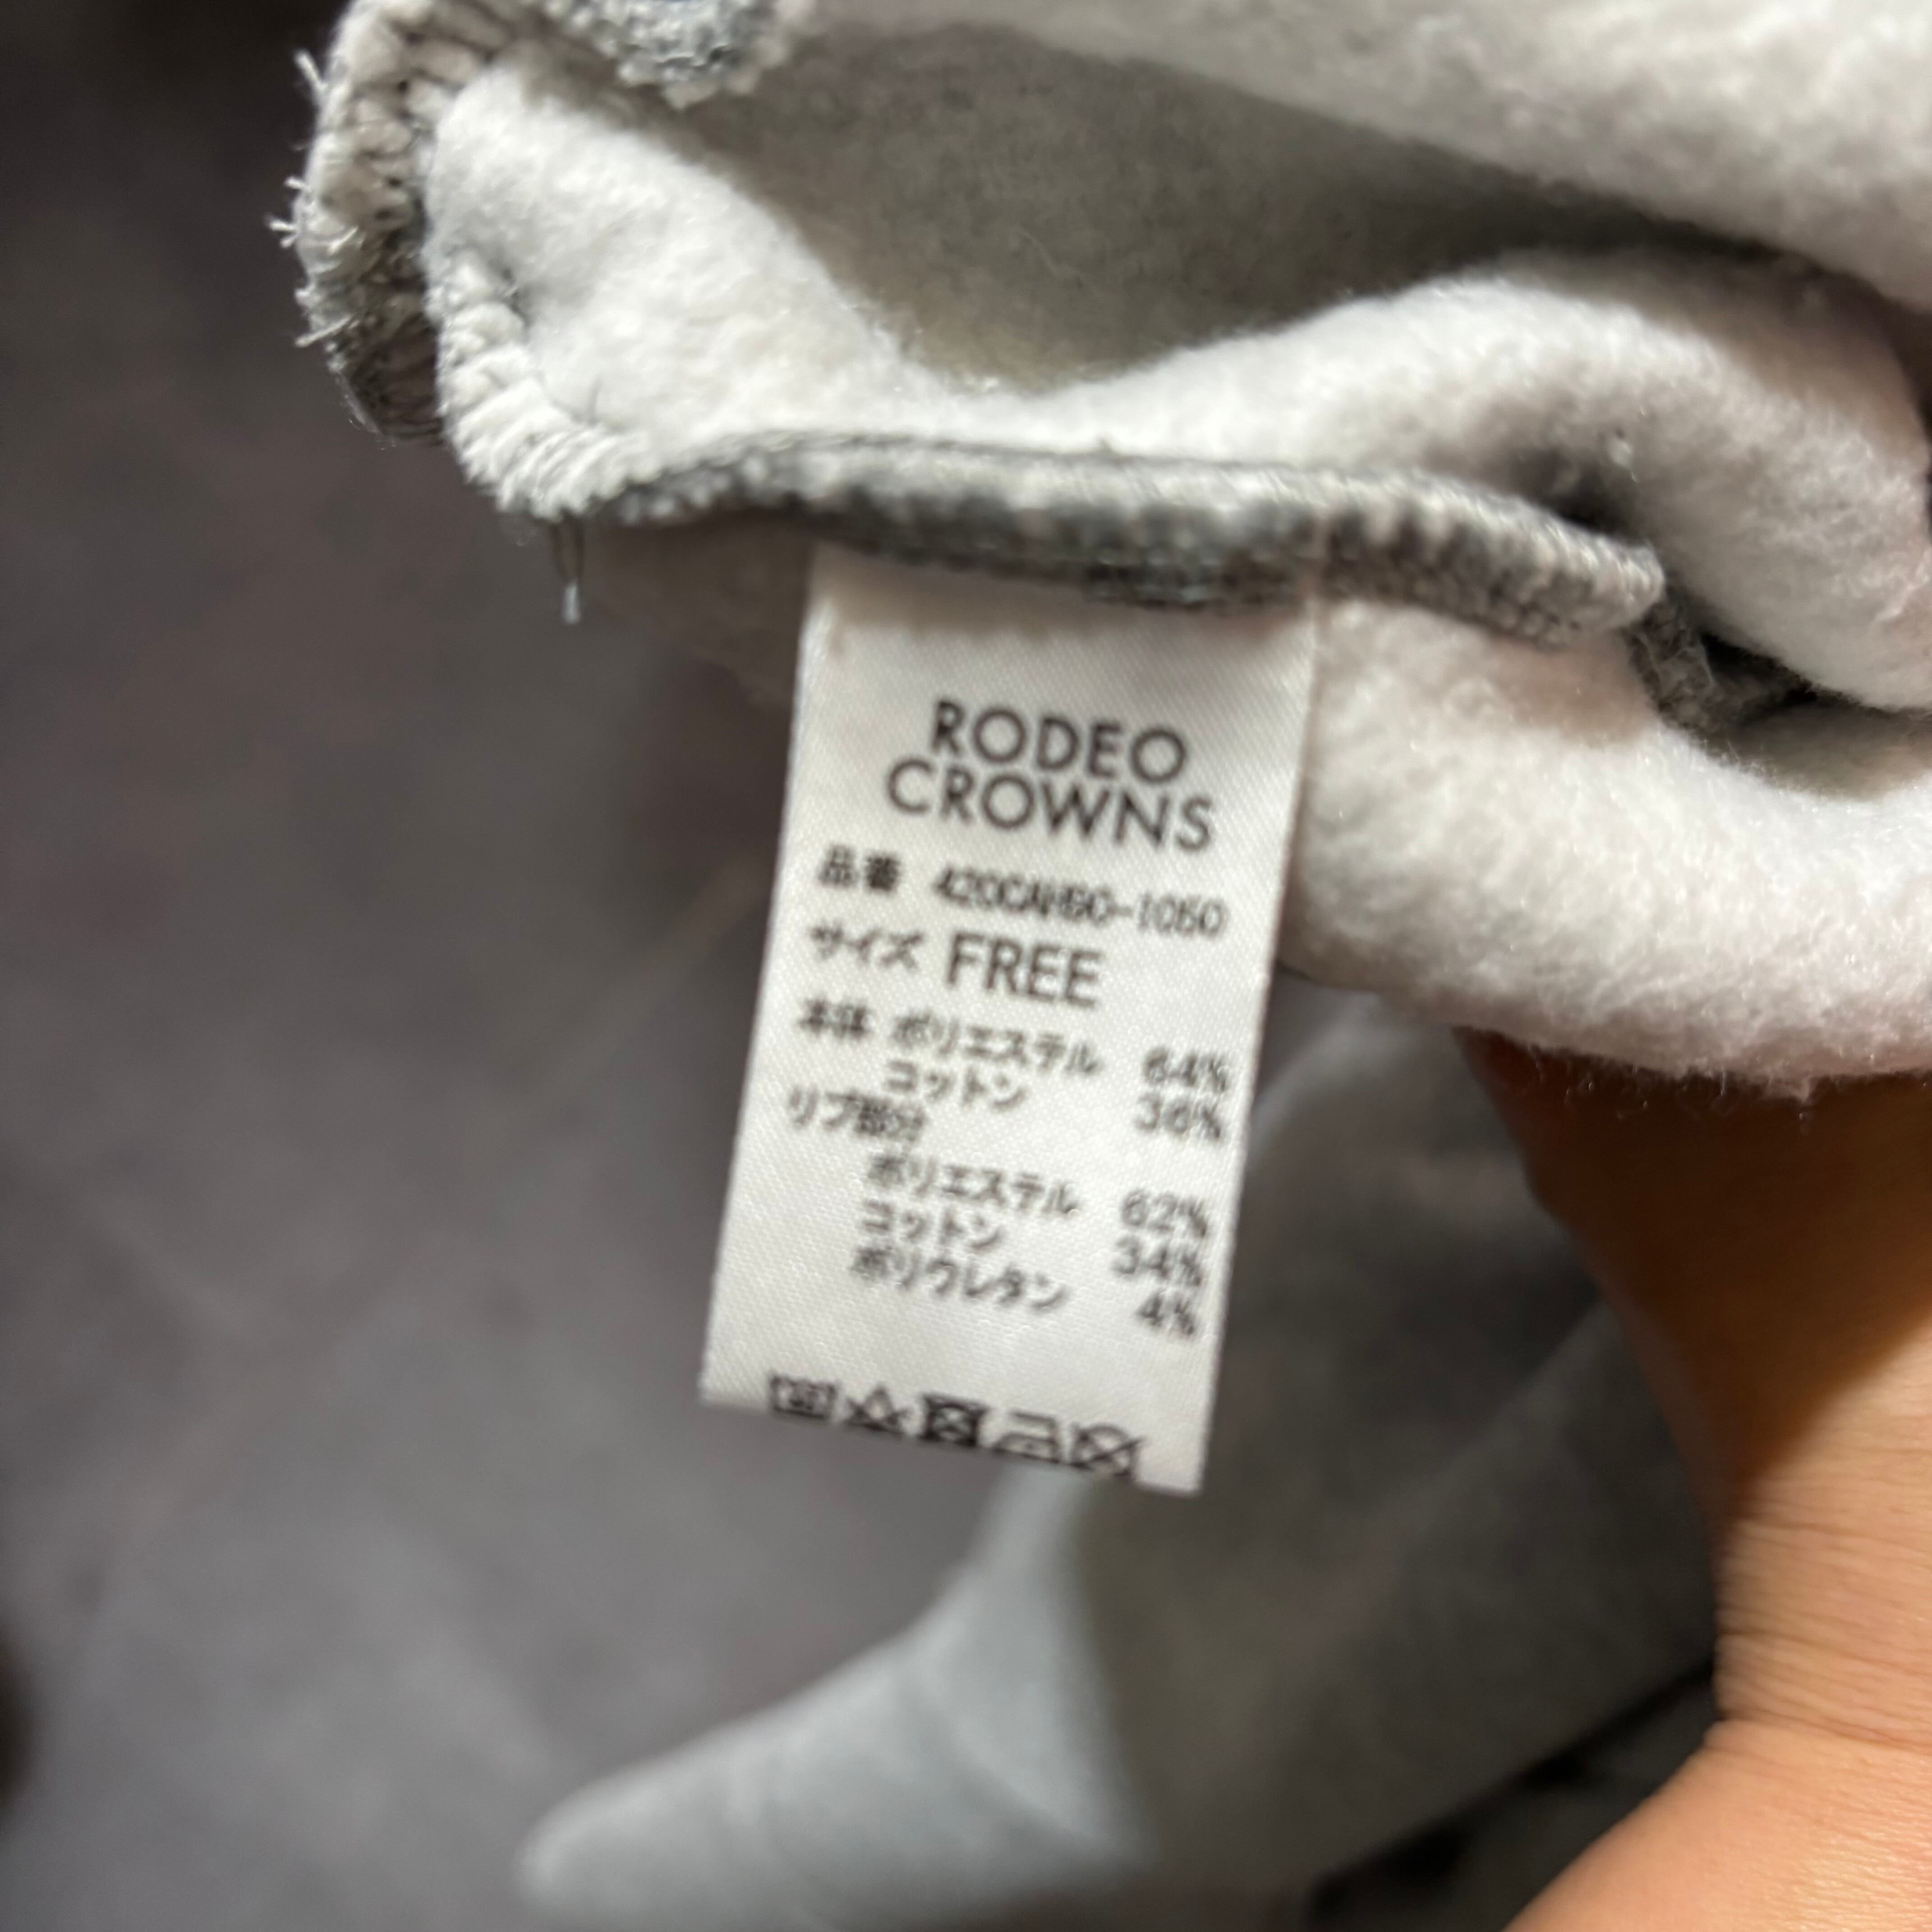 RODEO
CROWNS
品番
サイズ FREE
本体 ポリエステル 64%
コットン 36%
リブ部分
ポリエステル 62%
コットン 34%
ポリウレタン 4%